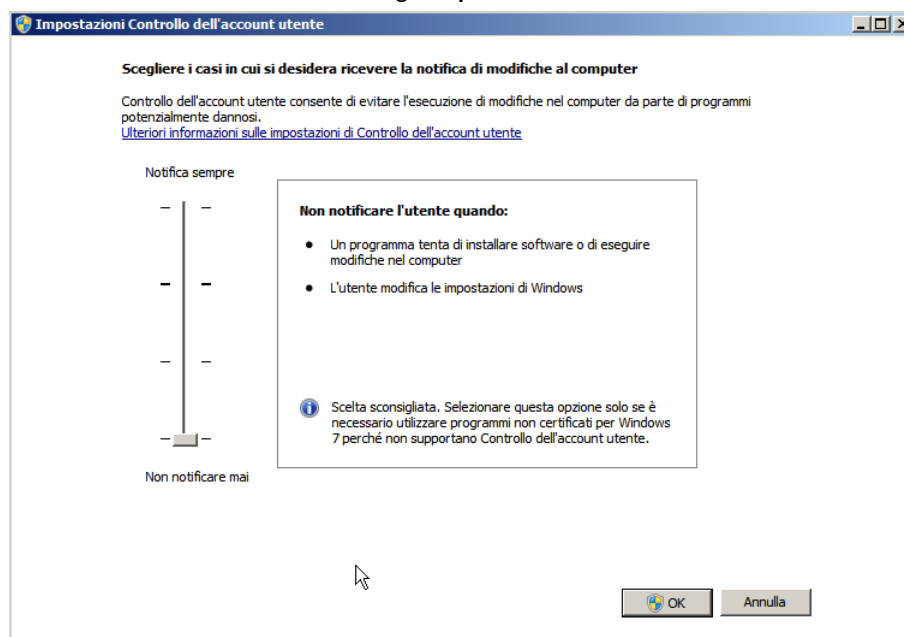 Impostazioni Controllo dell'account utente
Scegliere i casi in cui si desidera ricevere la notifica di modifiche al computer
Controllo dell'account utente consente di evitare l'esecuzione di modifiche nel computer da parte di programmi
potenzialmente dannosi.
Ulteriori informazioni sulle impostazioni di Controllo dell'account utente
Notifica sempre
Non notificare l'utente quando:
• Un programma tenta di installare software o di eseguire
modifiche nel computer
• L'utente modifica le impostazioni di Windows
Scelta sconsigliata. Selezionare questa opzione solo se è
necessario utilizzare programmi non certificati per Windows
7 perché non supportano Controllo dell'account utente.
Non notificare mai
OK
Annulla